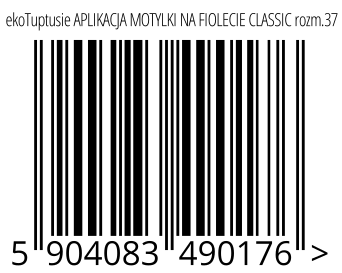 ekoTuptusie APLIKACJA MOTYLKI NA FIOLECIE CLASSIC rozm.37
5 904083 490176 >